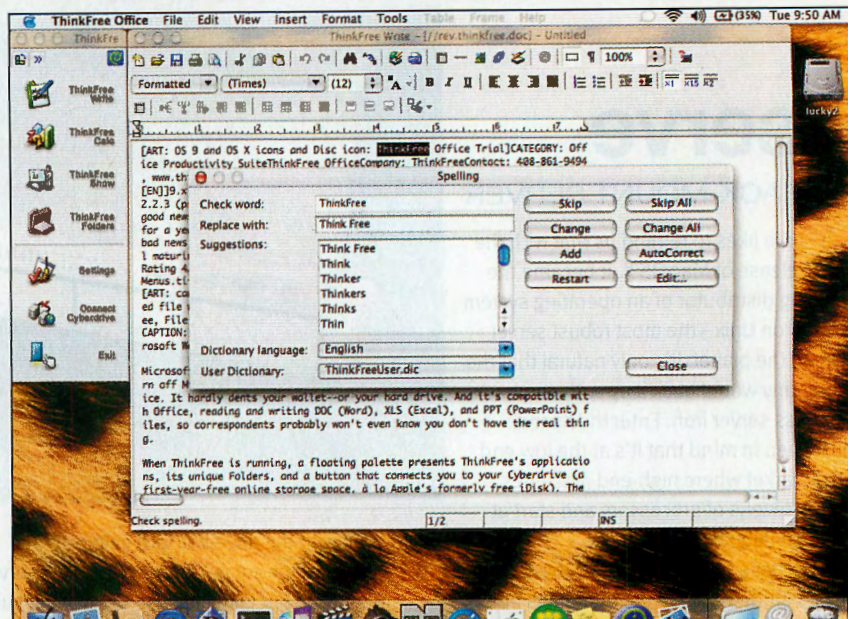 ThinkFree Office File Edit View Insert Format Tools Table Frame Help (35%) Tue 9:50 AM
ThinkFre
ThinkFree Write - [//rev.thinkfree.doc] - Untitled
100%
Formatted (Times) (12) A B I U x1 x1.5 x2
ThinkFree Write
ThinkFree Calc
ThinkFree Show
ThinkFree Folders
Settings
Connect Cyberdrive
Exit
lucky2
[ART: OS 9 and OS X icons and Disc icon: ThinkFree Office Trial]CATEGORY: Off
ice Productivity SuiteThinkFree OfficeCompany: ThinkFreeContact: 408-861-9494
, www.th
[EN]]9.x
2.2.3 (p
good new
for a ye
bad news
l maturi
Rating 4
Menus.ti
[ART: ca
ed file
ee, File
CAPTION:
rosoft W
Microsof
rn off M
ice. It hardly dents your wallet--or your hard drive. And it's compatible wit
h Office, reading and writing DOC (Word), XLS (Excel), and PPT (PowerPoint) f
iles, so correspondents probably won't even know you don't have the real thin
g.
When ThinkFree is running, a floating palette presents ThinkFree's applicatio
ns, its unique Folders, and a button that connects you to your Cyberdrive (a
first-year-free online storage space, à la Apple's formerly free iDisk). The
Spelling
Check word: ThinkFree
Replace with: Think Free
Suggestions:
Think Free
Think
Thinker
Thinkers
Thinks
Thin
Dictionary language: English
User Dictionary: ThinkFreeUser.dic
Skip Skip All
Change Change All
Add AutoCorrect
Restart Edit...
Close
Check spelling. 1/2 INS